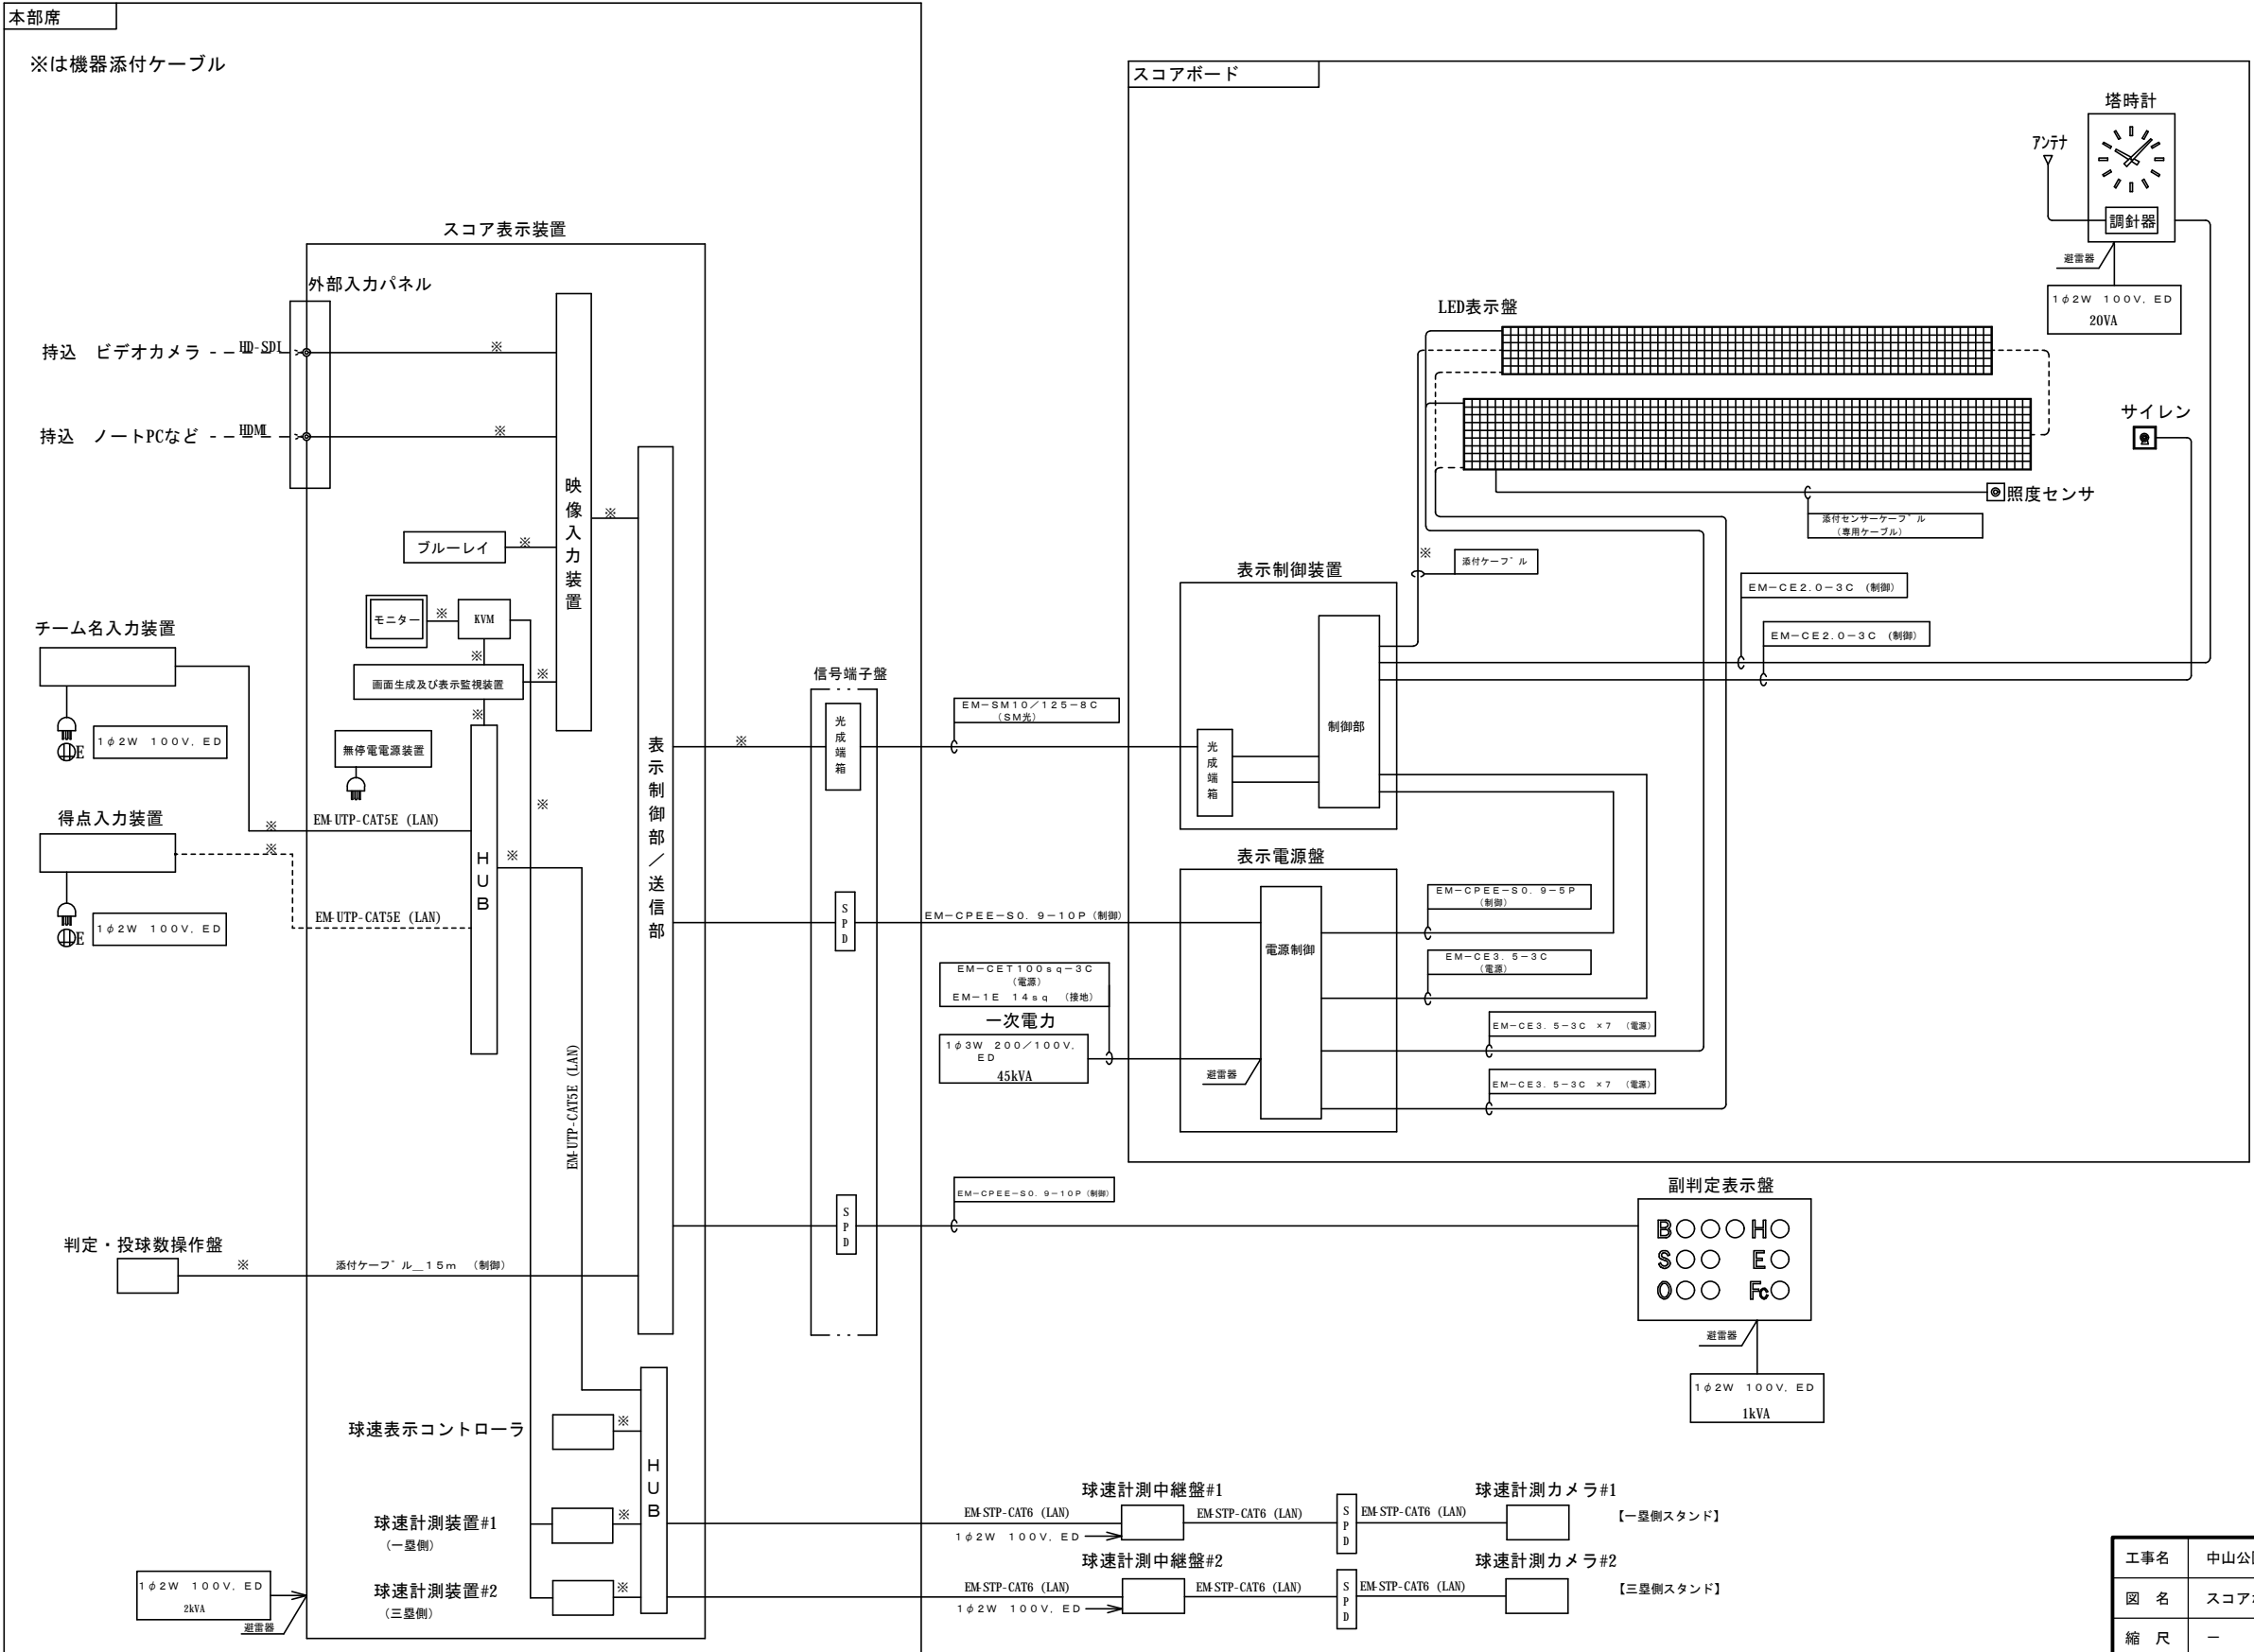 本部席
※は機器添付ケーブル
スコアボード
塔時計
アンテナ
調針器
避雷器
1φ2W 100V, ED
20VA
スコア表示装置
外部入力パネル
持込 ビデオカメラ
HD-SDI
※
持込 ノートPCなど
HDMI
※
映像入力装置
※
ブルーレイ
※
モニター
※
KVM
※
画面生成及び表示監視装置
※
※
チーム名入力装置
1φ2W 100V, ED
E
無停電電源装置
※
EM-UTP-CAT5E (LAN)
※
得点入力装置
※
EM-UTP-CAT5E (LAN)
1φ2W 100V, ED
E
HUB
※
EM-UTP-CAT5E (LAN)
表示制御部／送信部
※
信号端子盤
光成端箱
SPD
SPD
EM-SM10/125-8C
(SM光)
EM-CPEE-S0.9-10P (制御)
EM-CET100sq-3C
(電源)
EM-1E 14sq (接地)
一次電力
1φ3W 200/100V,
ED
45kVA
避雷器
EM-CPEE-S0.9-10P (制御)
LED表示盤
サイレン
照度センサ
添付センサーケーブル
(専用ケーブル)
※
添付ケーブル
表示制御装置
制御部
光成端箱
EM-CE2.0-3C (制御)
EM-CE2.0-3C (制御)
表示電源盤
電源制御
EM-CPEE-S0.9-5P
(制御)
EM-CE3.5-3C
(電源)
EM-CE3.5-3C ×7 (電源)
EM-CE3.5-3C ×7 (電源)
副判定表示盤
B H
S E
O Fc
避雷器
1φ2W 100V, ED
1kVA
判定・投球数操作盤
※
添付ケーブル＿15m (制御)
球速表示コントローラ
※
HUB
球速計測装置#1
(一塁側)
※
球速計測装置#2
(三塁側)
※
1φ2W 100V, ED
2kVA
避雷器
EM-STP-CAT6 (LAN)
1φ2W 100V, ED
球速計測中継盤#1
EM-STP-CAT6 (LAN)
SPD
EM-STP-CAT6 (LAN)
球速計測カメラ#1
【一塁側スタンド】
EM-STP-CAT6 (LAN)
1φ2W 100V, ED
球速計測中継盤#2
EM-STP-CAT6 (LAN)
SPD
EM-STP-CAT6 (LAN)
球速計測カメラ#2
【三塁側スタンド】
工事名 中山公
図 名 スコア
縮 尺 －